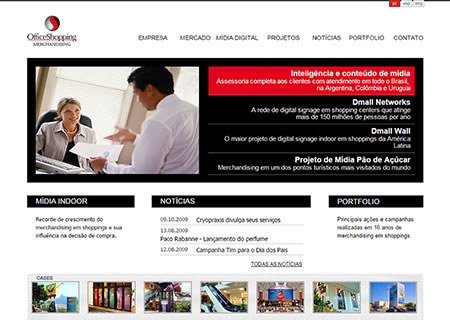 pt esp eng
OfficeShopping
MERCHANDISING
EMPRESA MERCADO MÍDIA DIGITAL PROJETOS NOTÍCIAS PORTFOLIO CONTATO
Inteligência e conteúdo de mídia
Assessoria completa aos clientes com atendimento em todo o Brasil,
na Argentina, Colômbia e Uruguai
Dmall Networks
A rede de digital signage em shopping centers que atinge
mais de 150 milhões de pessoas por ano
Dmall Wall
O maior projeto de digital signage indoor em shoppings da América
Latina
Projeto de Mídia Pão de Açúcar
Merchandising em um dos pontos turísticos mais visitados do mundo
MÍDIA INDOOR
Recorde de crescimento do
merchandising em shoppings e sua
influência na decisão de compra.
NOTÍCIAS
09.10.2009 Cryopraxis divulga seus serviços
13.08.2009
Paco Rabanne - Lançamento do perfume
12.08.2009 Campanha Tim para o Dia dos Pais
TODAS AS NOTÍCIAS
PORTFOLIO
Principais ações e campanhas
realizadas em 16 anos de
merchandising em shoppings.
CASES